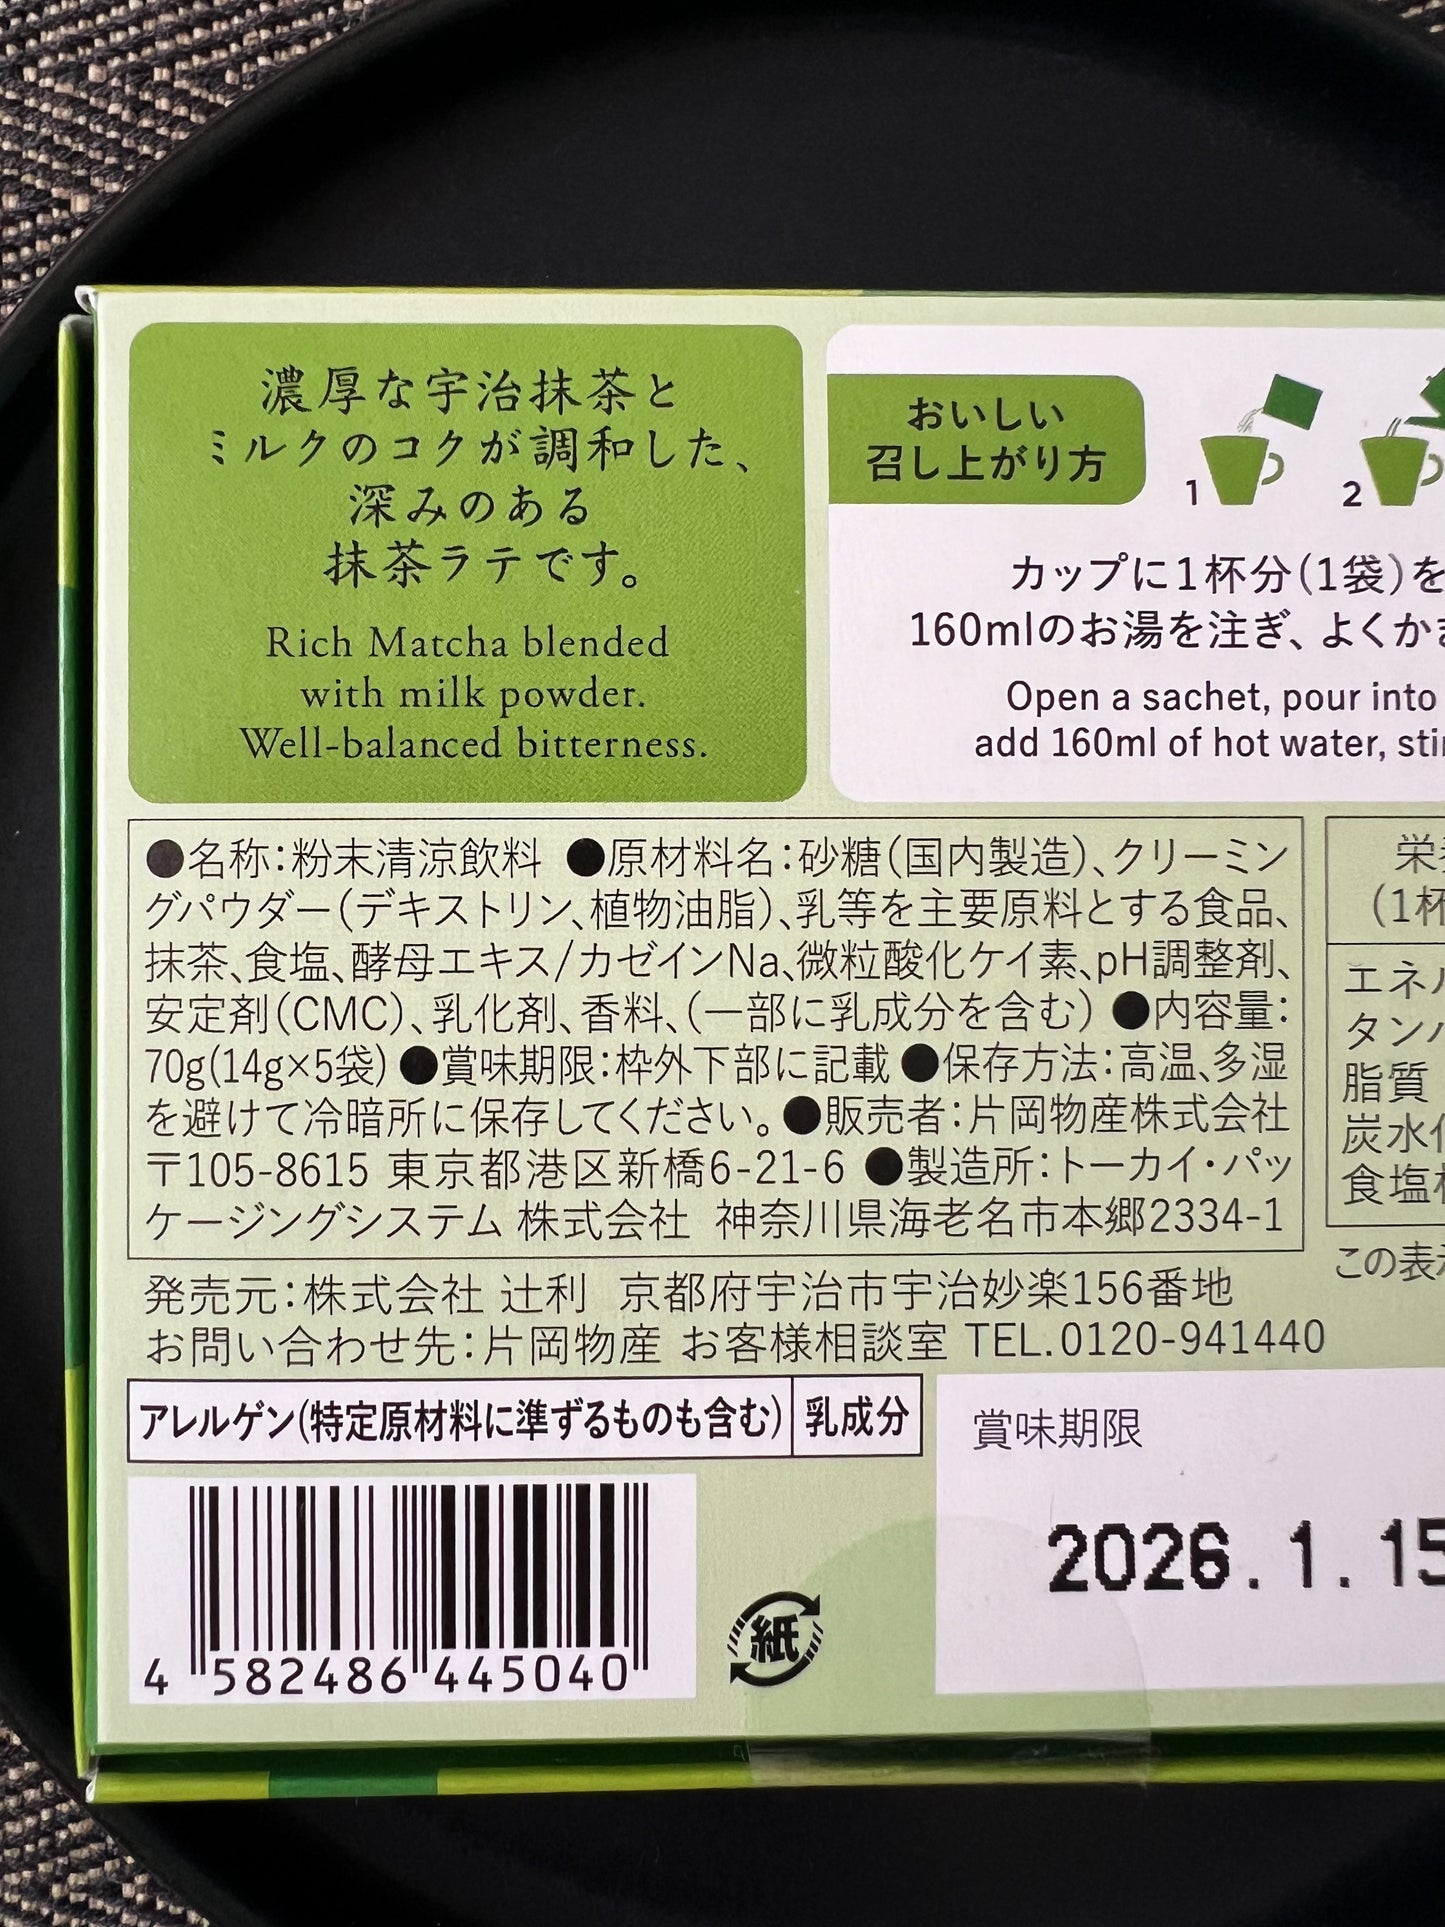 濃厚な宇治抹茶と
ミルクのコクが調和した、
深みのある
抹茶ラテです。
Rich Matcha blended
with milk powder.
Well-balanced bitterness.
おいしい
召し上がり方
1
2
カップに1杯分(1袋)を
160mlのお湯を注ぎ、よくか
Open a sachet, pour into
add 160ml of hot water, stir
●名称:粉末清涼飲料 ●原材料名:砂糖(国内製造)、クリーミン
グパウダー(デキストリン、植物油脂)、乳等を主要原料とする食品、
抹茶、食塩、酵母エキス/カゼインNa、微粒酸化ケイ素、pH調整剤、
安定剤(CMC)、乳化剤、香料、(一部に乳成分を含む) ●内容量:
70g(14g×5袋) ●賞味期限:枠外下部に記載 ●保存方法:高温、多湿
を避けて冷暗所に保存してください。●販売者:片岡物産株式会社
〒105-8615 東京都港区新橋6-21-6 ●製造所:トーカイ・パッ
ケージングシステム 株式会社 神奈川県海老名市本郷2334-1
栄
(1杯
エネル
タンパ
脂質
炭水
食塩
この表
発売元:株式会社 辻利 京都府宇治市宇治妙楽156番地
お問い合わせ先:片岡物産 お客様相談室 TEL.0120-941440
アレルゲン(特定原材料に準ずるものも含む) 乳成分
賞味期限
2026.1.15
4 582486 445040
紙